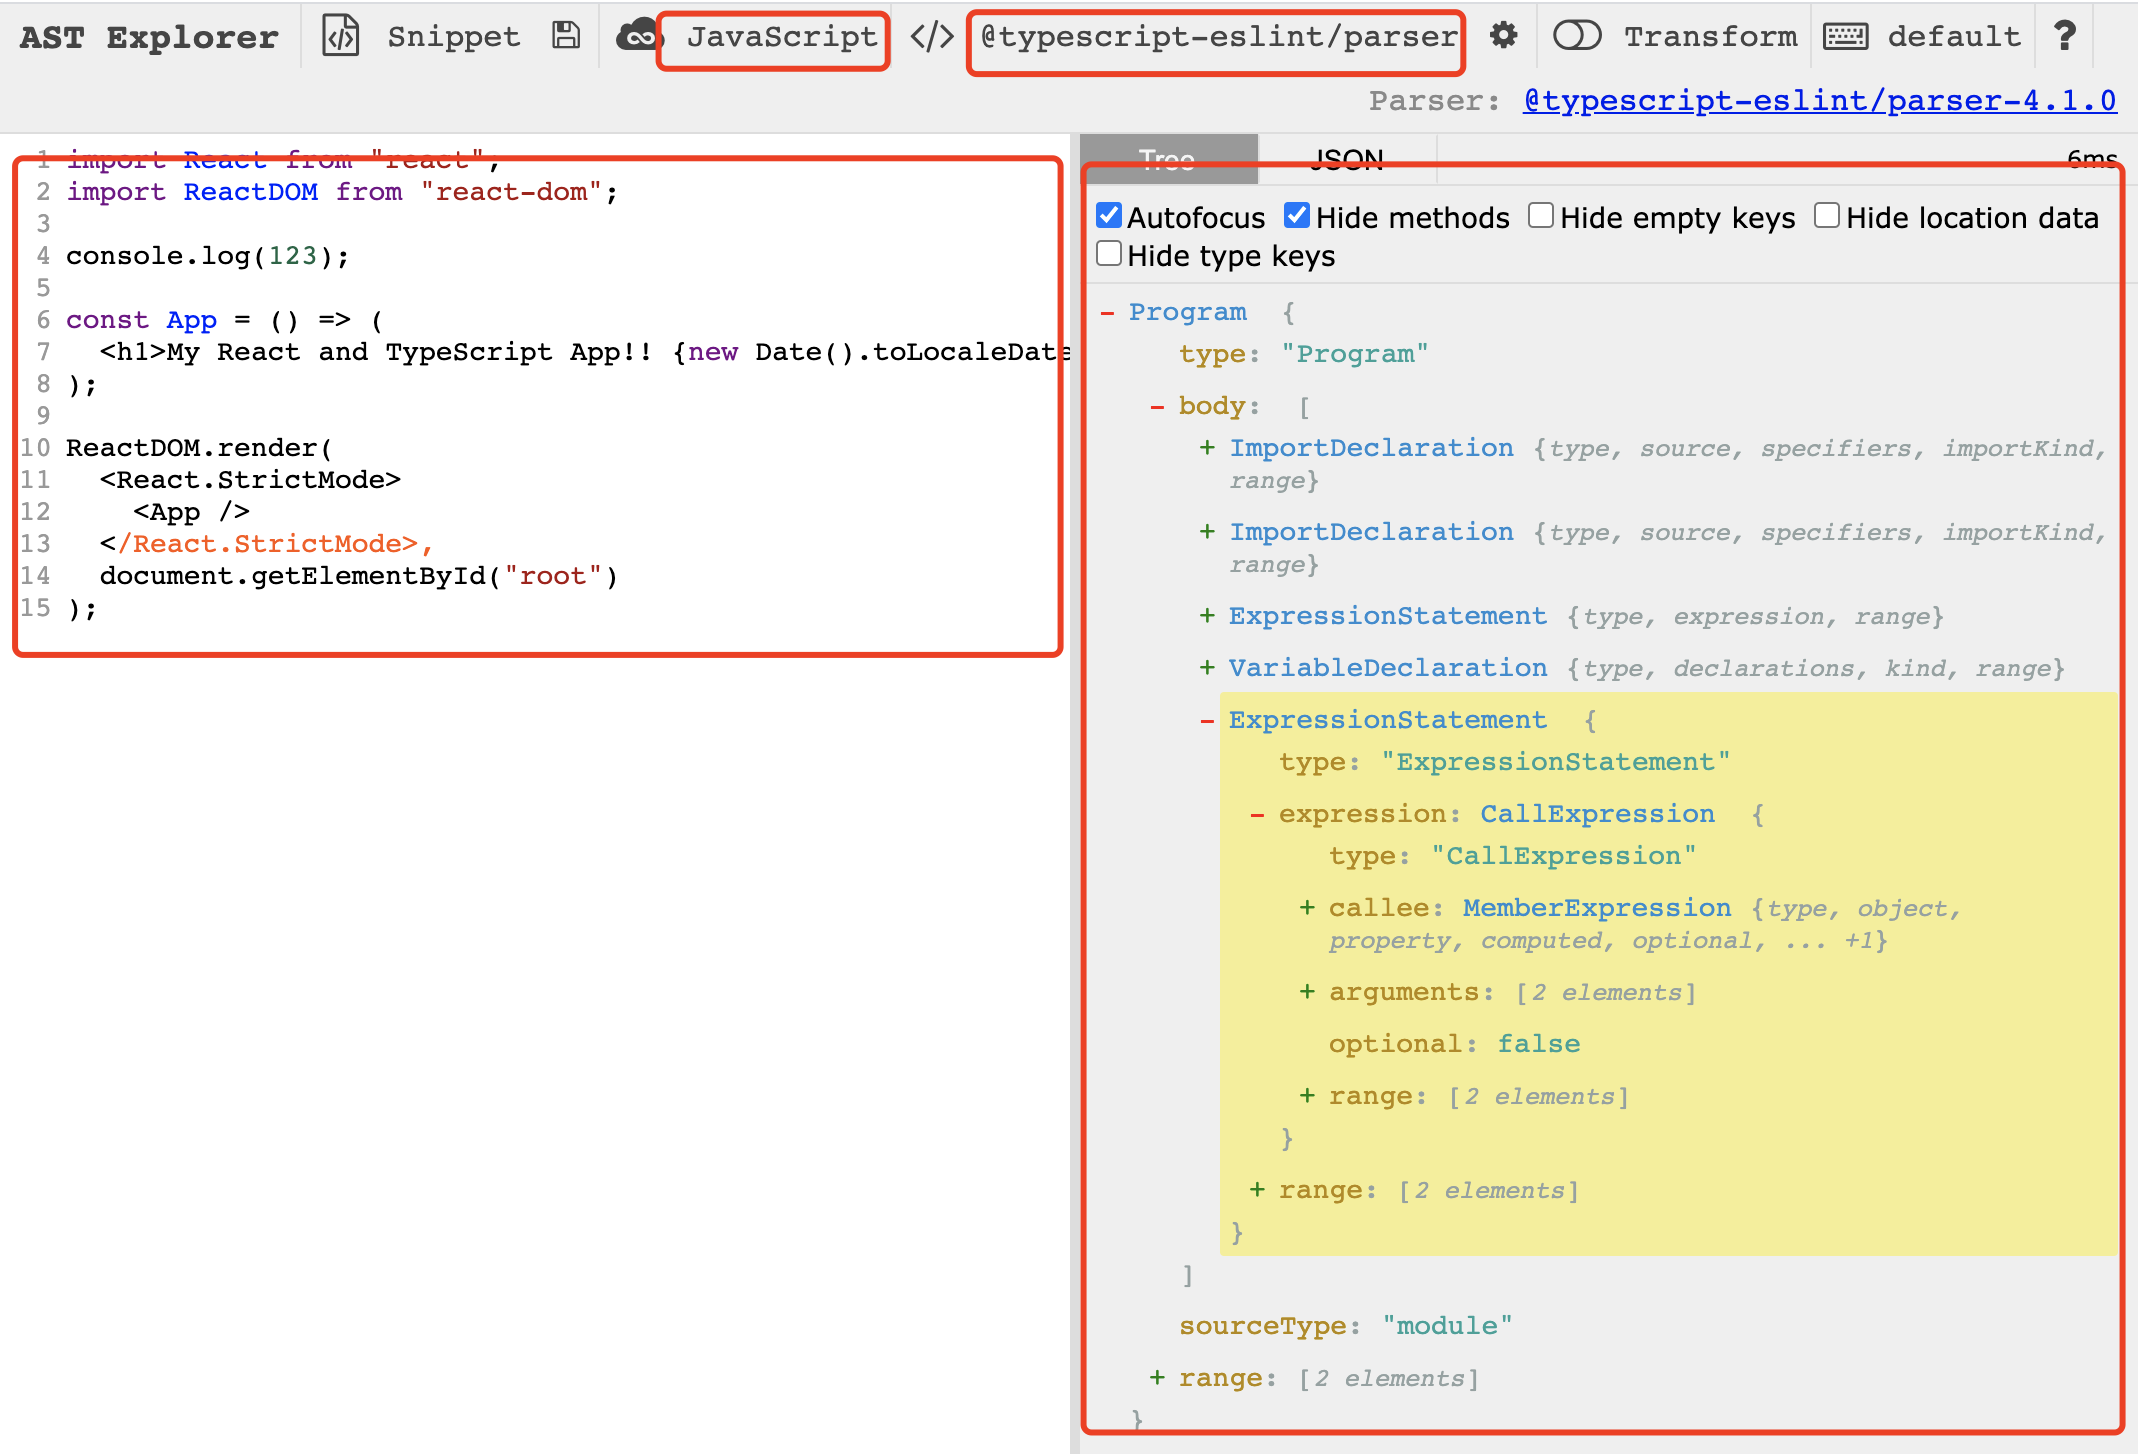 AST Explorer Snippet JavaScript </> @typescript-eslint/parser Transform default ?
Parser: @typescript-eslint/parser-4.1.0
1 import React from "react";
2 import ReactDOM from "react-dom";
3
4 console.log(123);
5
6 const App = () => (
7   <h1>My React and TypeScript App!! {new Date().toLocaleDate
8 );
9
10 ReactDOM.render(
11   <React.StrictMode>
12     <App />
13   </React.StrictMode>,
14   document.getElementById("root")
15 );
Tree JSON 6ms
Autofocus Hide methods Hide empty keys Hide location data
Hide type keys
- Program {
type: "Program"
- body: [
+ ImportDeclaration {type, source, specifiers, importKind,
range}
+ ImportDeclaration {type, source, specifiers, importKind,
range}
+ ExpressionStatement {type, expression, range}
+ VariableDeclaration {type, declarations, kind, range}
- ExpressionStatement {
type: "ExpressionStatement"
- expression: CallExpression {
type: "CallExpression"
+ callee: MemberExpression {type, object,
property, computed, optional, ... +1}
+ arguments: [2 elements]
optional: false
+ range: [2 elements]
}
+ range: [2 elements]
}
]
sourceType: "module"
+ range: [2 elements]
}